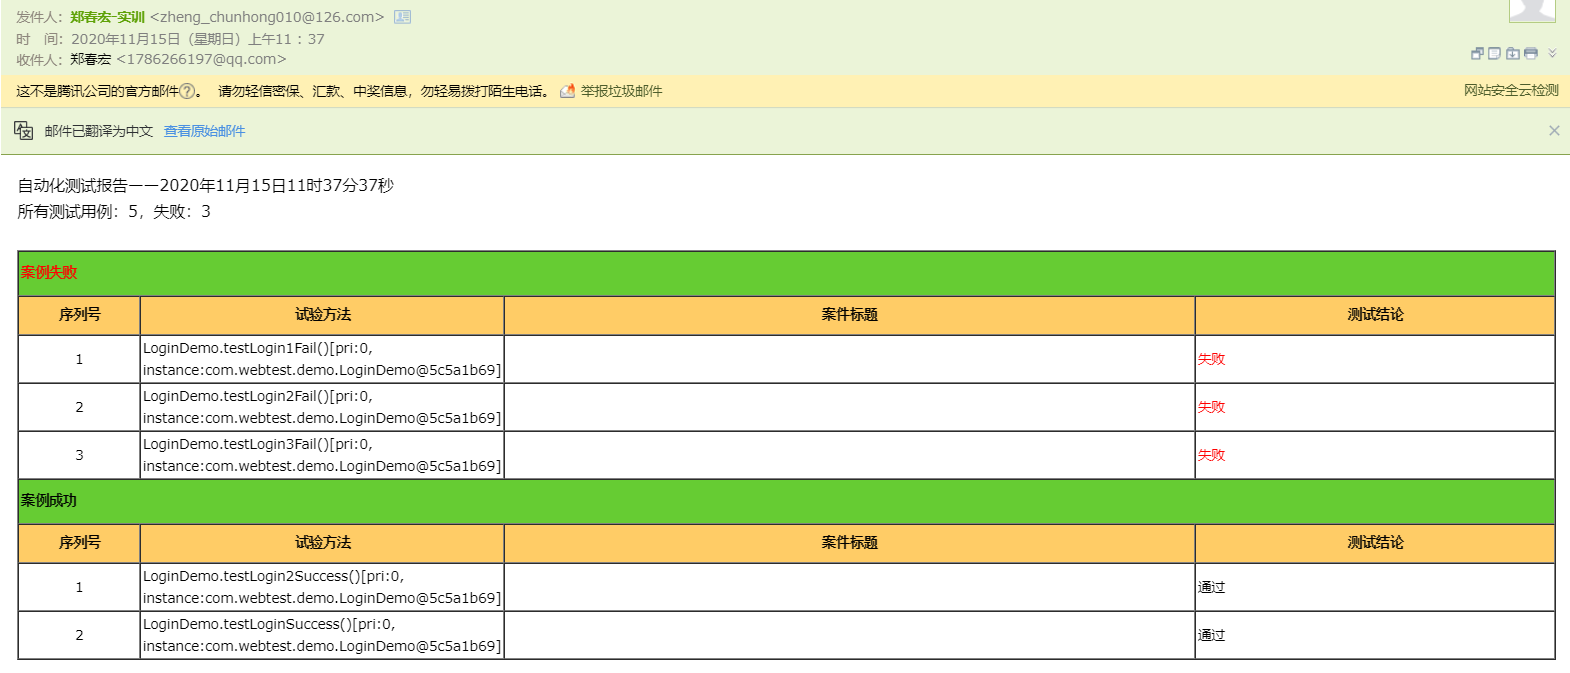 发件人：郑春宏-实训 <zheng_chunhong010@126.com>
时　间：2020年11月15日（星期日）上午11：37
收件人：郑春宏 <1786266197@qq.com>
这不是腾讯公司的官方邮件?。 请勿轻信密保、汇款、中奖信息，勿轻易拨打陌生电话。 举报垃圾邮件 网站安全云检测
邮件已翻译为中文 查看原始邮件
自动化测试报告一一2020年11月15日11时37分37秒
所有测试用例：5，失败：3
案例失败
序列号 试验方法 案件标题 测试结论
1 LoginDemo.testLogin1Fail()[pri:0,
instance:com.webtest.demo.LoginDemo@5c5a1b69] 失败
2 LoginDemo.testLogin2Fail()[pri:0,
instance:com.webtest.demo.LoginDemo@5c5a1b69] 失败
3 LoginDemo.testLogin3Fail()[pri:0,
instance:com.webtest.demo.LoginDemo@5c5a1b69] 失败
案例成功
序列号 试验方法 案件标题 测试结论
1 LoginDemo.testLogin2Success()[pri:0,
instance:com.webtest.demo.LoginDemo@5c5a1b69] 通过
2 LoginDemo.testLoginSuccess()[pri:0,
instance:com.webtest.demo.LoginDemo@5c5a1b69] 通过